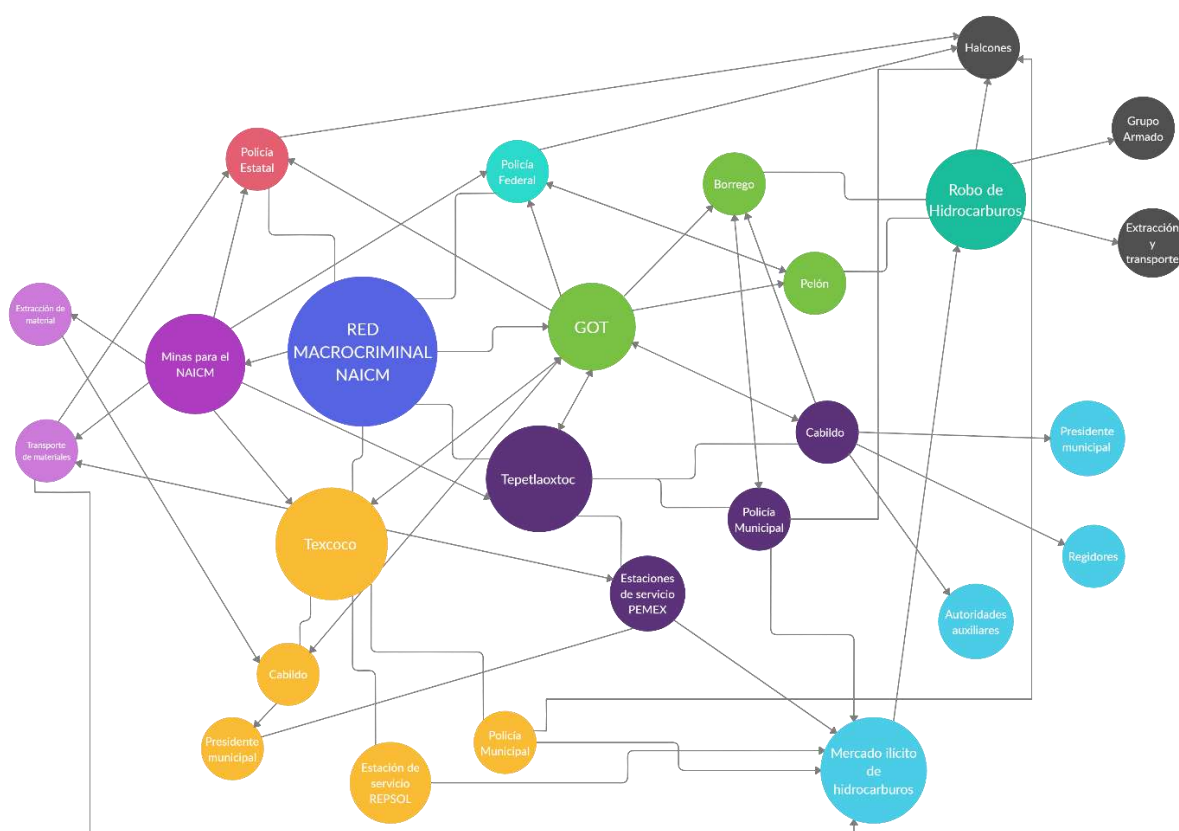 Halcones
Grupo
Armado
Policía
Estatal
Policía
Federal
Borrego
Robo de
Hidrocarburos
Extracción
y
transporte
Pelón
Extracción de
material
Minas para el
NAICM
RED
MACROCRIMINAL
NAICM
GOT
Cabildo
Presidente
municipal
Transporte
de materiales
Tepetlaoxtoc
Policía
Municipal
Texcoco
Regidores
Estaciones
de servicio
PEMEX
Autoridades
auxiliares
Cabildo
Presidente
municipal
Policía
Municipal
Estación de
servicio
REPSOL
Mercado ilícito
de
hidrocarburos